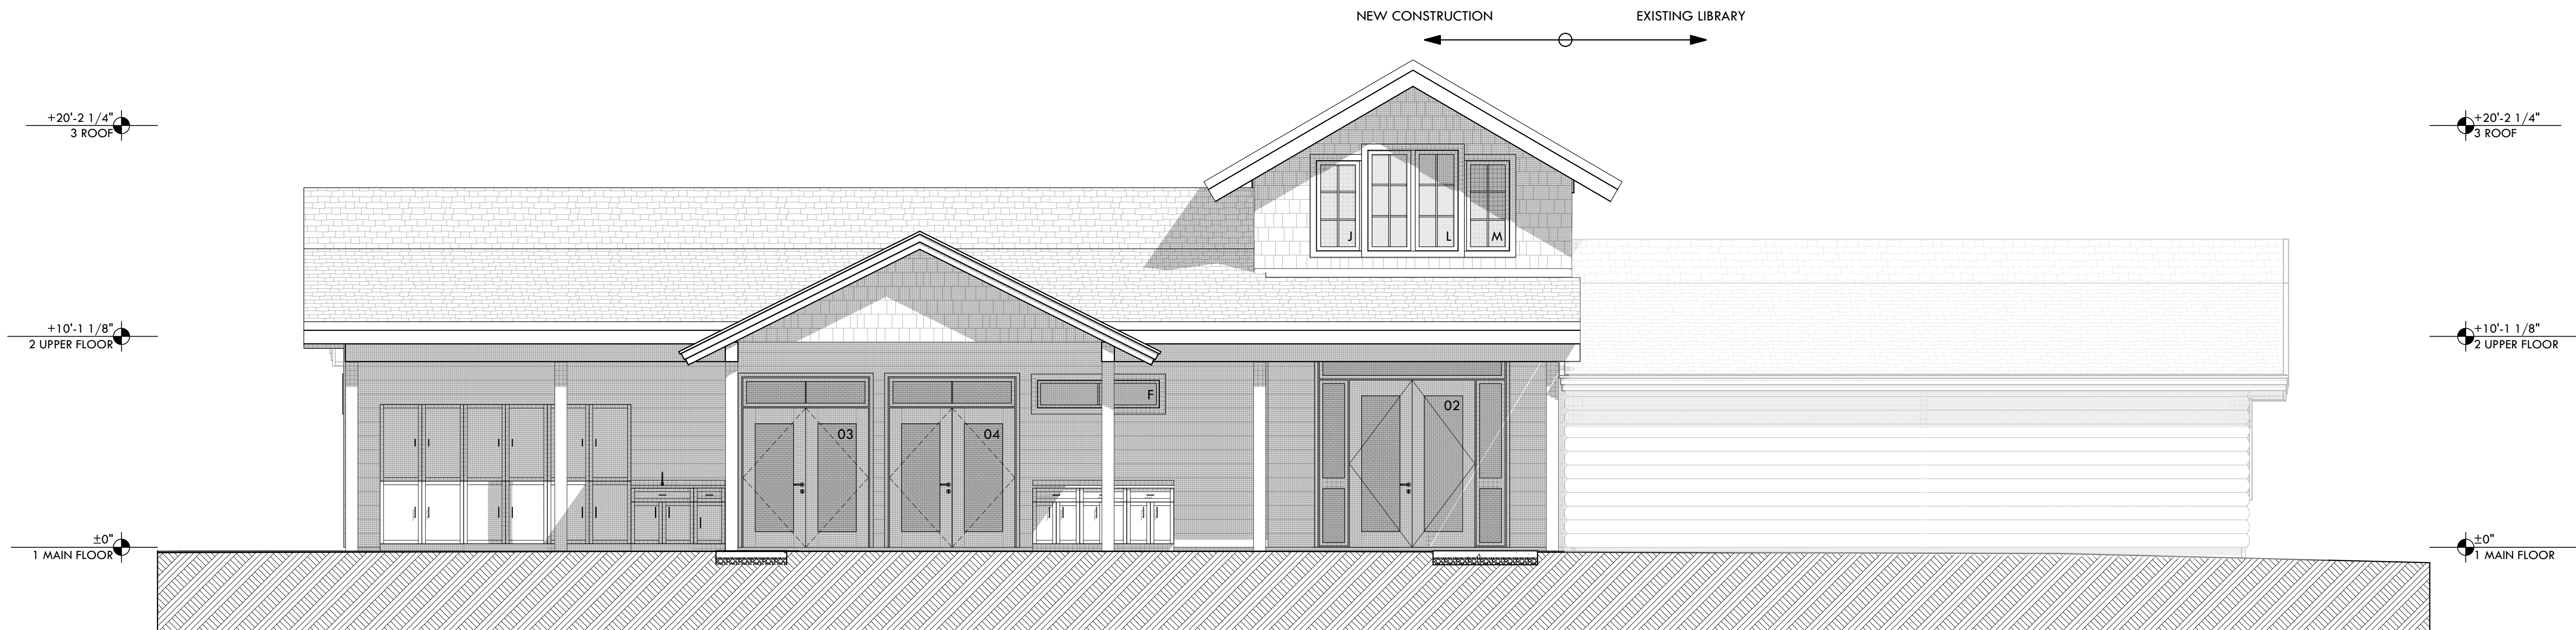 NEW CONSTRUCTION
EXISTING LIBRARY
+20'-2 1/4"
3 ROOF
+20'-2 1/4"
3 ROOF
J
L
M
+10'-1 1/8"
2 UPPER FLOOR
+10'-1 1/8"
2 UPPER FLOOR
F
02
03
04
±0"
1 MAIN FLOOR
±0"
1 MAIN FLOOR